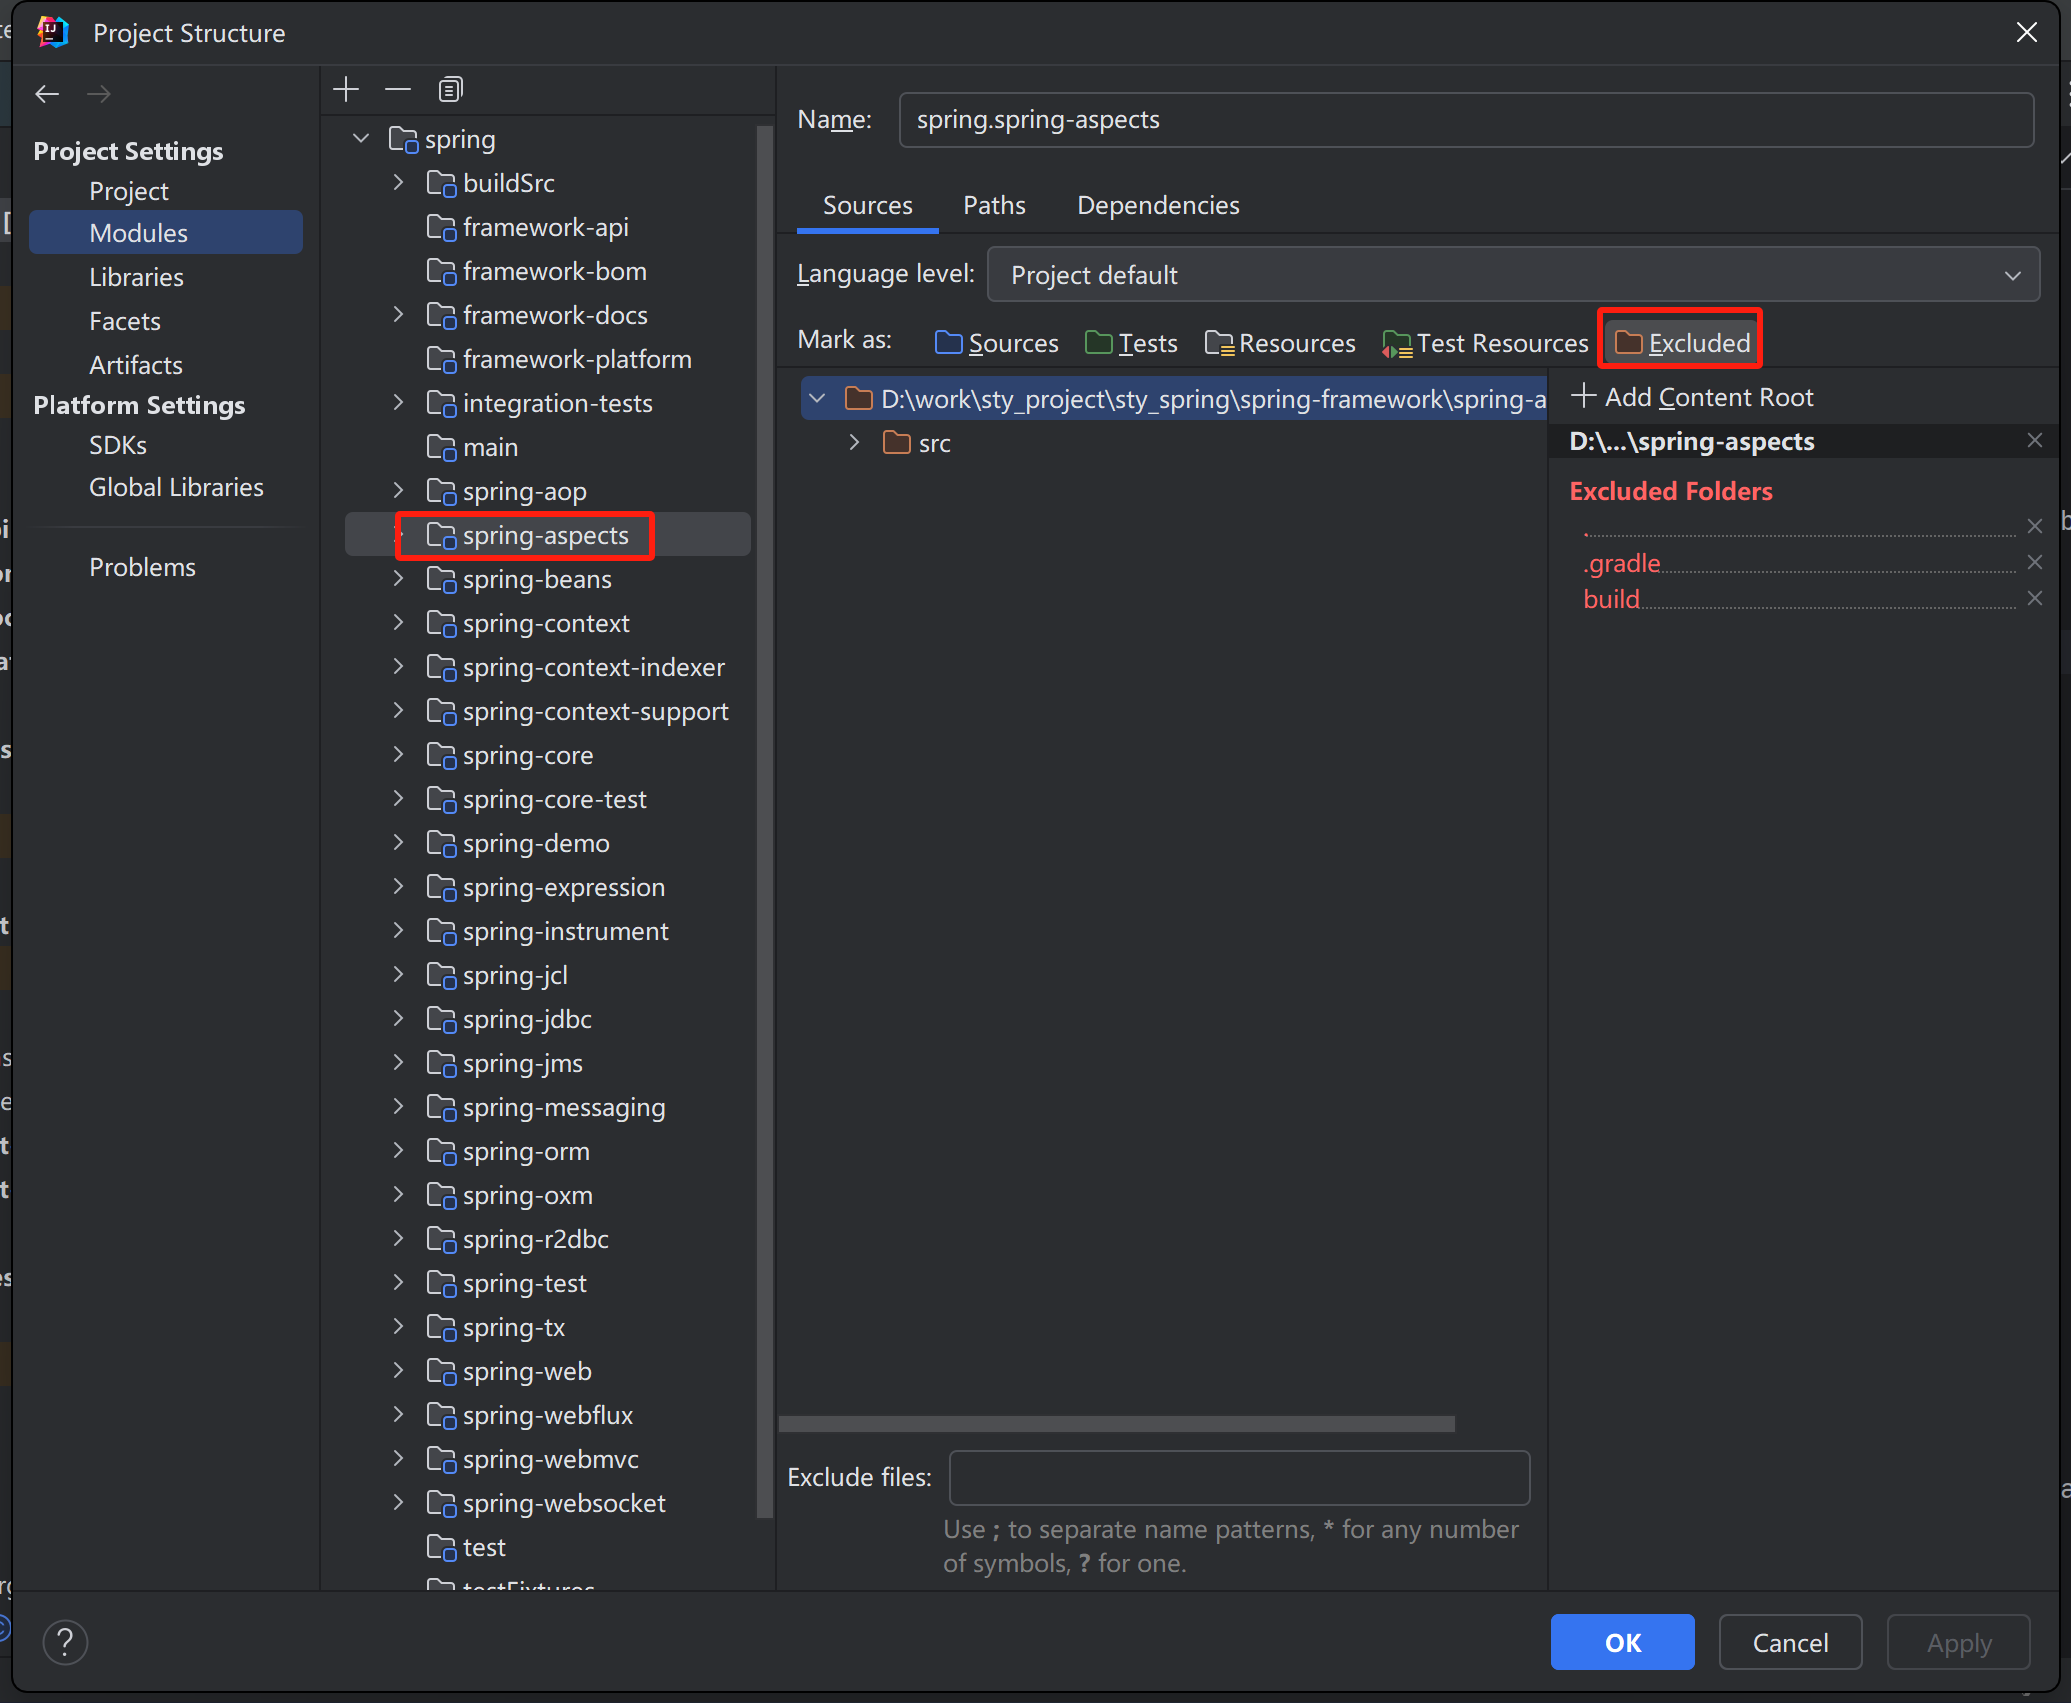 Project Structure
Project Settings
Project
Modules
Libraries
Facets
Artifacts
Platform Settings
SDKs
Global Libraries
Problems
spring
buildSrc
framework-api
framework-bom
framework-docs
framework-platform
integration-tests
main
spring-aop
spring-aspects
spring-beans
spring-context
spring-context-indexer
spring-context-support
spring-core
spring-core-test
spring-demo
spring-expression
spring-instrument
spring-jcl
spring-jdbc
spring-jms
spring-messaging
spring-orm
spring-oxm
spring-r2dbc
spring-test
spring-tx
spring-web
spring-webflux
spring-webmvc
spring-websocket
test
testFixtures
Name: spring.spring-aspects
Sources Paths Dependencies
Language level: Project default
Mark as: Sources Tests Resources Test Resources Excluded
D:\work\sty_project\sty_spring\spring-framework\spring-a
src
Exclude files:
Use ; to separate name patterns, * for any number
of symbols, ? for one.
+ Add Content Root
D:\...\spring-aspects
Excluded Folders
.
.gradle
build
? OK Cancel Apply